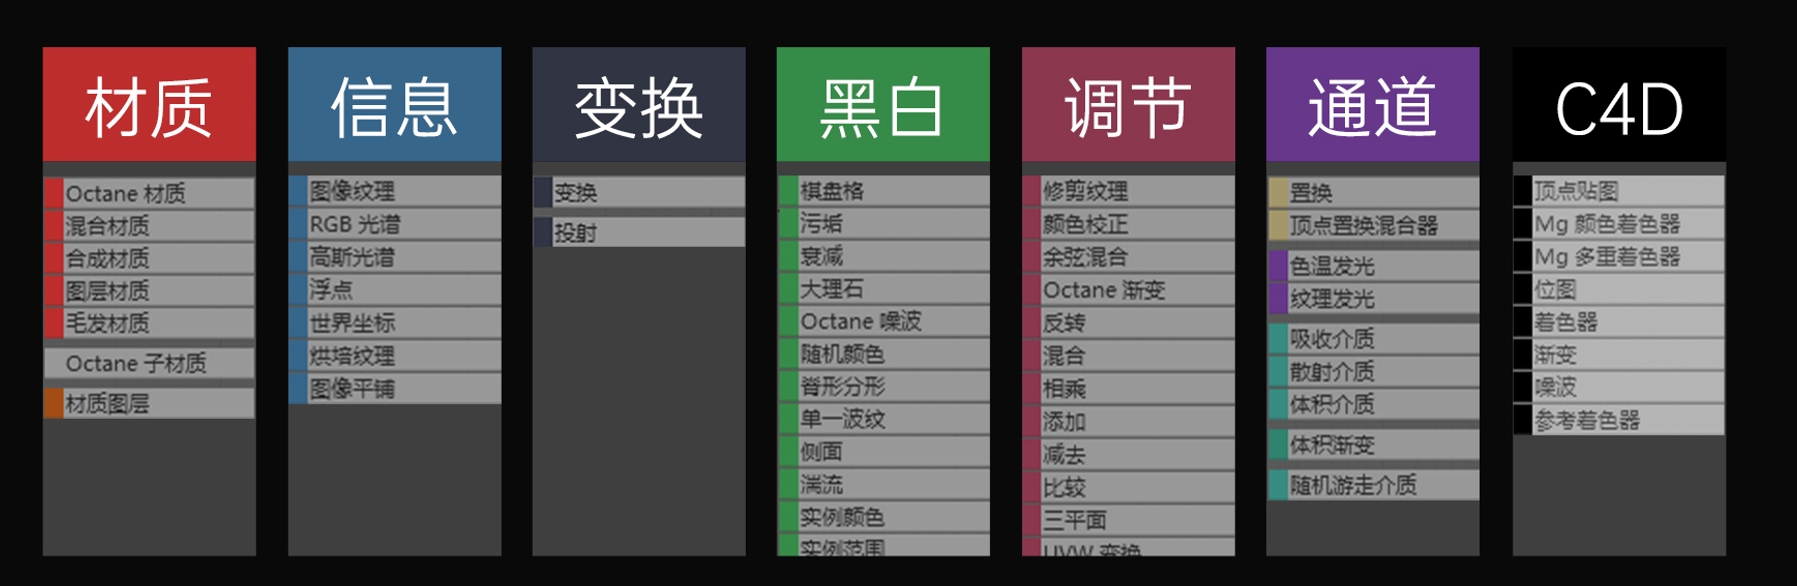 材质
Octane 材质
混合材质
合成材质
图层材质
毛发材质
Octane 子材质
材质图层
信息
图像纹理
RGB 光谱
高斯光谱
浮点
世界坐标
烘培纹理
图像平铺
变换
变换
投射
黑白
棋盘格
污垢
衰减
大理石
Octane 噪波
随机颜色
脊形分形
单一波纹
侧面
湍流
实例颜色
实例范围
调节
修剪纹理
颜色校正
余弦混合
Octane 渐变
反转
混合
相乘
添加
减去
比较
三平面
UVW 变换
通道
置换
顶点置换混合器
色温发光
纹理发光
吸收介质
散射介质
体积介质
体积渐变
随机游走介质
C4D
顶点贴图
Mg 颜色着色器
Mg 多重着色器
位图
着色器
渐变
噪波
参考着色器